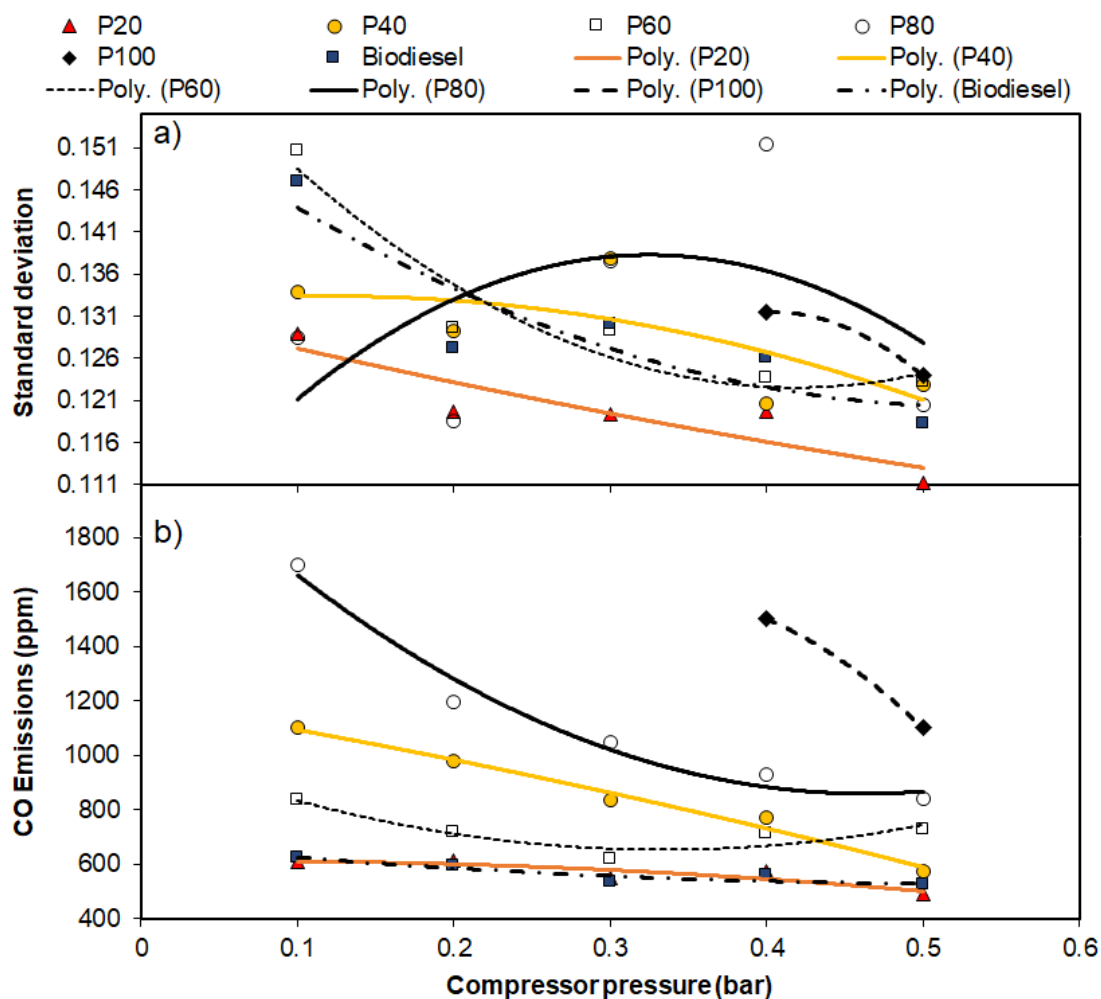 P20 P40 P60 P80
P100 Biodiesel Poly. (P20) Poly. (P40)
Poly. (P60) Poly. (P80) Poly. (P100) Poly. (Biodiesel)
a)
0.151
0.146
0.141
0.136
0.131
0.126
0.121
0.116
0.111
Standard deviation
b)
1800
1600
1400
1200
1000
800
600
400
CO Emissions (ppm)
0 0.1 0.2 0.3 0.4 0.5 0.6
Compressor pressure (bar)